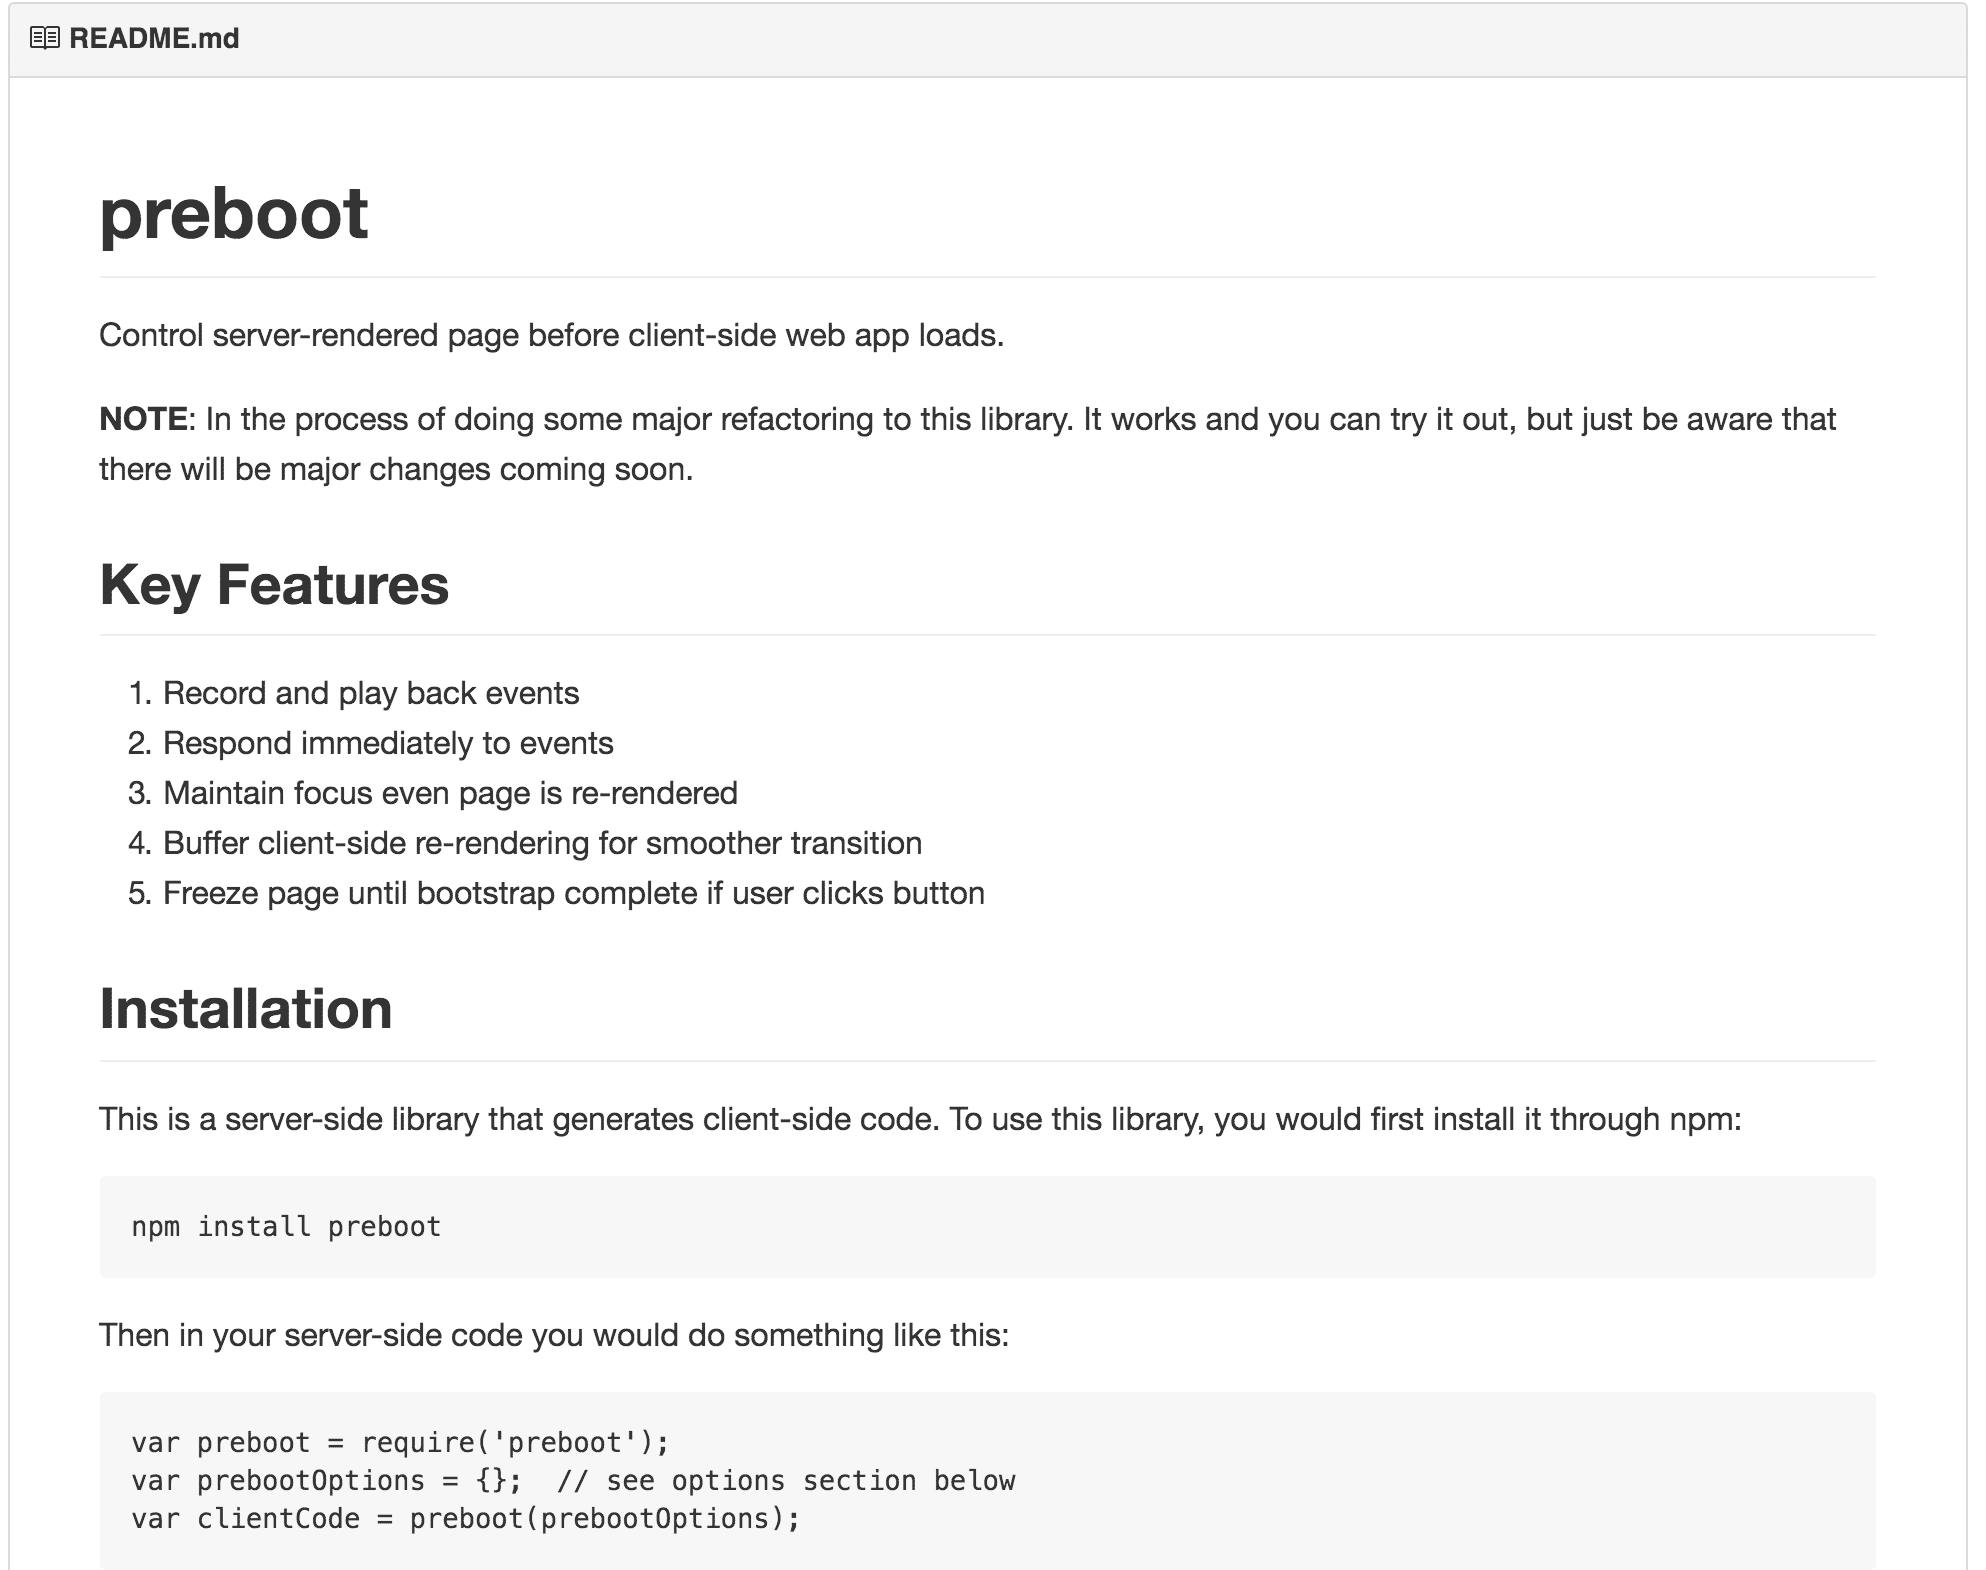 README.md
preboot
Control server-rendered page before client-side web app loads.
NOTE: In the process of doing some major refactoring to this library. It works and you can try it out, but just be aware that
there will be major changes coming soon.
Key Features
1. Record and play back events
2. Respond immediately to events
3. Maintain focus even page is re-rendered
4. Buffer client-side re-rendering for smoother transition
5. Freeze page until bootstrap complete if user clicks button
Installation
This is a server-side library that generates client-side code. To use this library, you would first install it through npm:
npm install preboot
Then in your server-side code you would do something like this:
var preboot = require('preboot');
var prebootOptions = {};  // see options section below
var clientCode = preboot(prebootOptions);